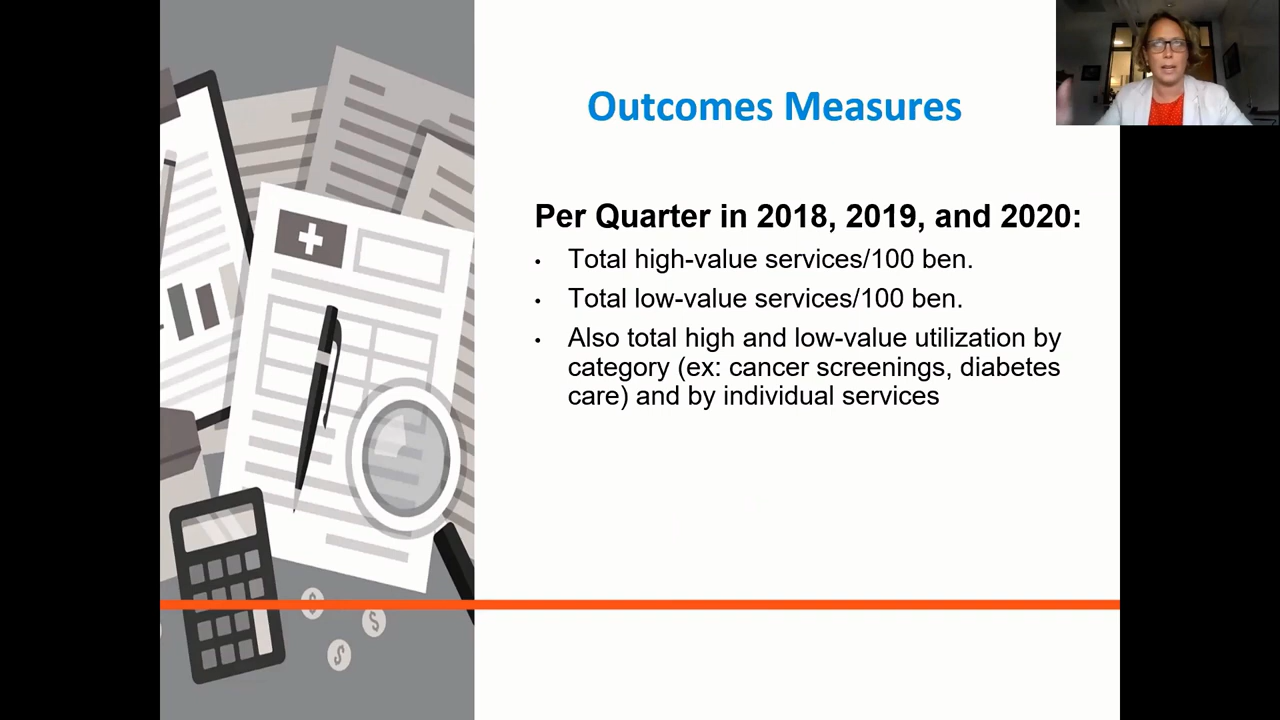 Outcomes Measures
Per Quarter in 2018, 2019, and 2020:
• Total high-value services/100 ben.
• Total low-value services/100 ben.
• Also total high and low-value utilization by
category (ex: cancer screenings, diabetes
care) and by individual services